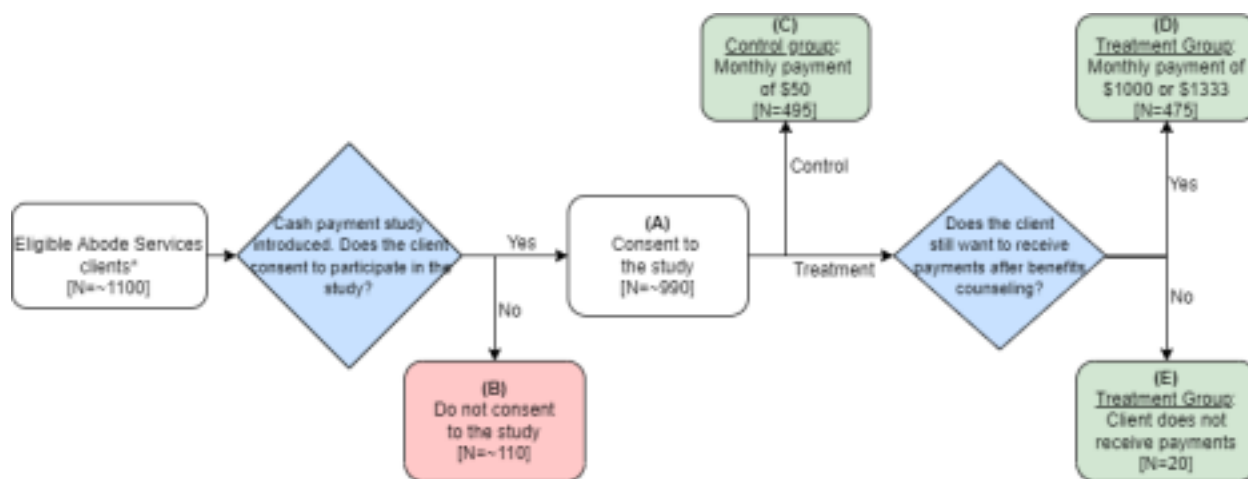 Eligible Abode Services
clients*
[N=~1100]
Cash payment study
introduced. Does the client
consent to participate in the
study?
Yes
No
(B)
Do not consent
to the study
[N=~110]
(A)
Consent to
the study
[N=~990]
Control
Treatment
(C)
Control group:
Monthly payment
of $50
[N=495]
Does the client
still want to receive
payments after benefits
counseling?
Yes
No
(D)
Treatment Group:
Monthly payment of
$1000 or $1333
[N=475]
(E)
Treatment Group:
Client does not
receive payments
[N=20]